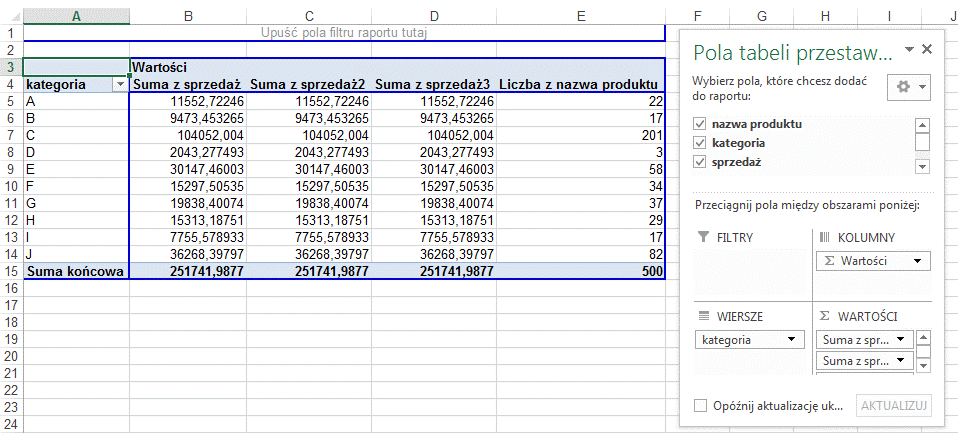 A B C D E F G H I J
1 Upuść pola filtru raportu tutaj
2
3 Wartości
4 kategoria Suma z sprzedaż Suma z sprzedaż2 Suma z sprzedaż3 Liczba z nazwa produktu
5 A 11552,72246 11552,72246 11552,72246 22
6 B 9473,453265 9473,453265 9473,453265 17
7 C 104052,004 104052,004 104052,004 201
8 D 2043,277493 2043,277493 2043,277493 3
9 E 30147,46003 30147,46003 30147,46003 58
10 F 15297,50535 15297,50535 15297,50535 34
11 G 19838,40074 19838,40074 19838,40074 37
12 H 15313,18751 15313,18751 15313,18751 29
13 I 7755,578933 7755,578933 7755,578933 17
14 J 36268,39797 36268,39797 36268,39797 82
15 Suma końcowa 251741,9877 251741,9877 251741,9877 500
16
17
18
19
20
21
22
23
24
Pola tabeli przestaw...
Wybierz pola, które chcesz dodać
do raportu:
nazwa produktu
kategoria
sprzedaż
Przeciągnij pola między obszarami poniżej:
FILTRY
KOLUMNY
Σ Wartości
WIERSZE
kategoria
Σ WARTOŚCI
Suma z spr...
Suma z spr...
Opóźnij aktualizację uk...
AKTUALIZUJ